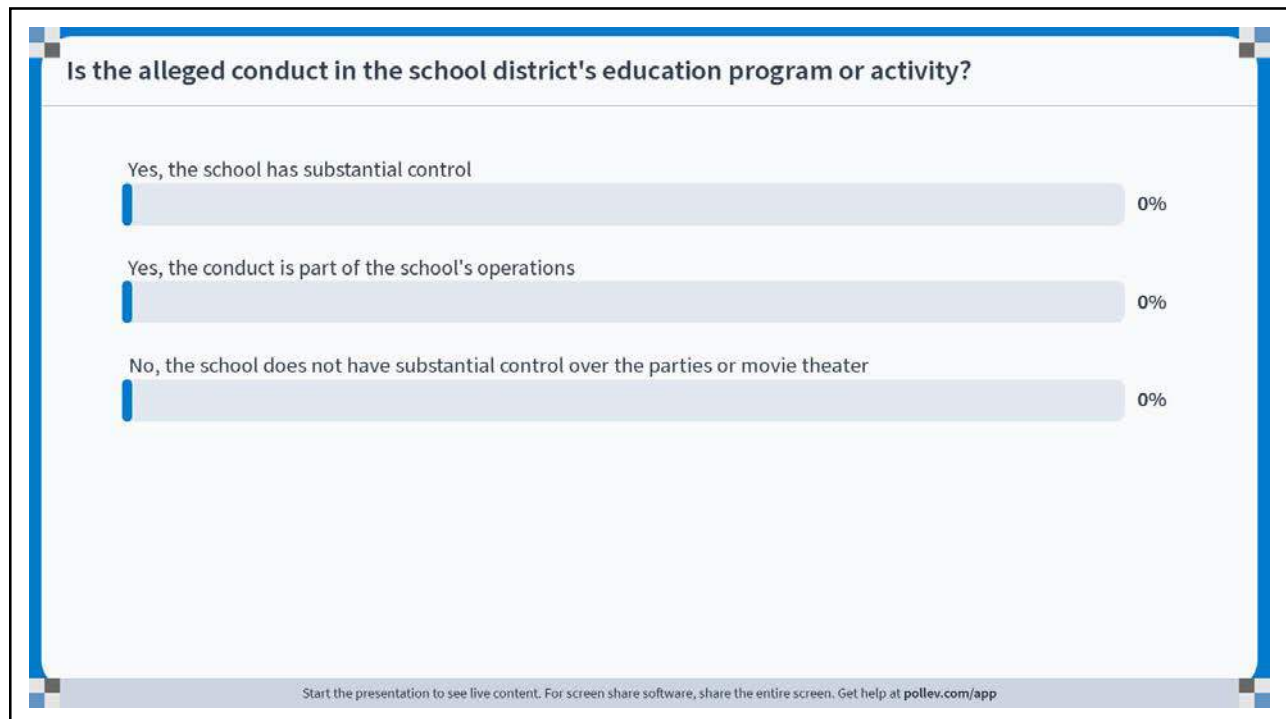 Is the alleged conduct in the school district's education program or activity?
Yes, the school has substantial control
0%
Yes, the conduct is part of the school's operations
0%
No, the school does not have substantial control over the parties or movie theater
0%
Start the presentation to see live content. For screen share software, share the entire screen. Get help at pollev.com/app